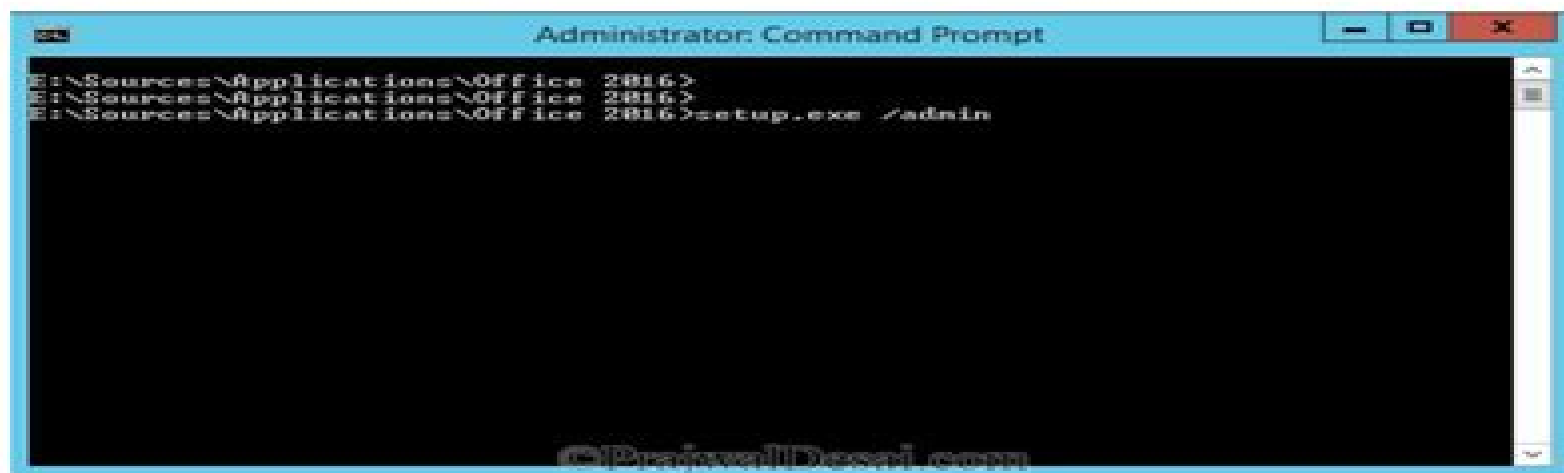 Administrator: Command Prompt
E:\Sources\Applications\Office 2016>
E:\Sources\Applications\Office 2016>
E:\Sources\Applications\Office 2016>setup.exe /admin
©PrajwalDesai.com